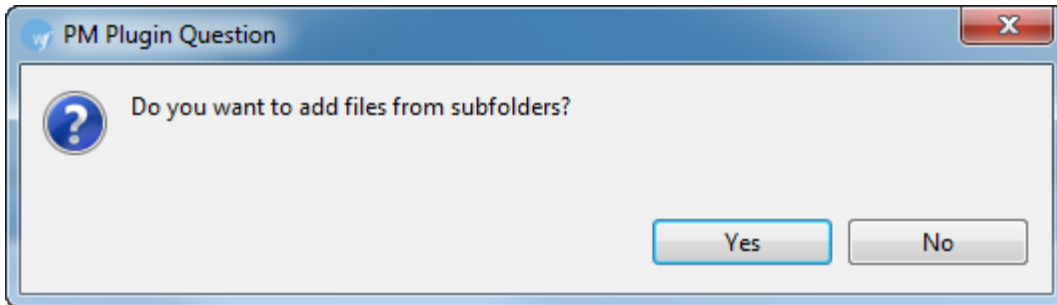 PM Plugin Question
Do you want to add files from subfolders?
Yes
No